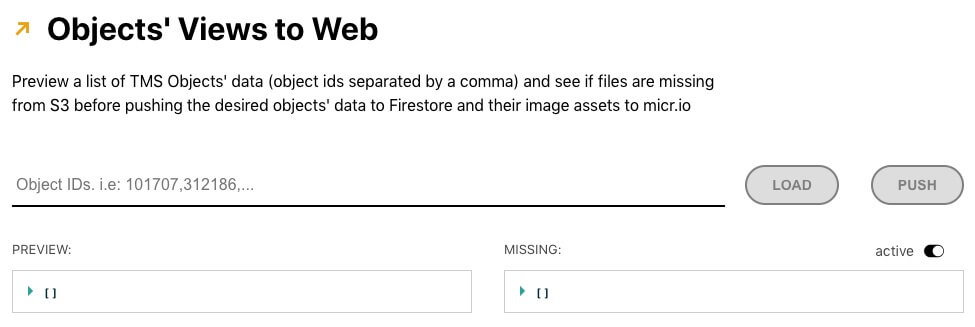 Objects' Views to Web
Preview a list of TMS Objects' data (object ids separated by a comma) and see if files are missing
from S3 before pushing the desired objects' data to Firestore and their image assets to micr.io
Object IDs. i.e: 101707,312186,...
LOAD
PUSH
PREVIEW:
MISSING:
active
[]
[]